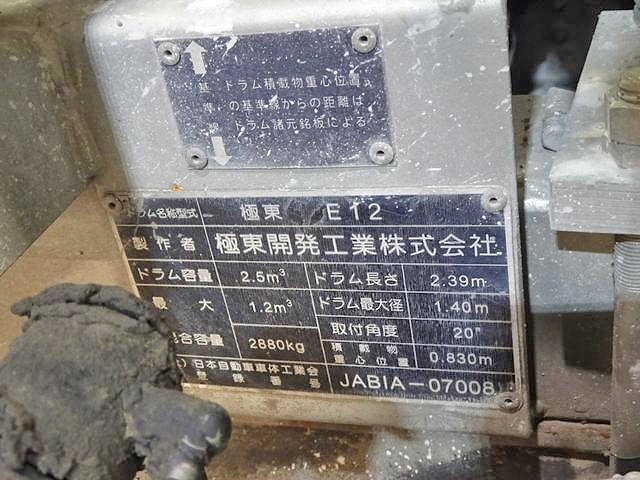 基 ドラム積載物重心位置
準 の基準線からの距離は
線 ドラム諸元銘板による
ドラム名称型式 極東 E12
製作者 極東開発工業株式会社
ドラム容量 2.5m³ ドラム長さ 2.39m
最大 1.2m³ ドラム最大径 1.40m
取付角度 20°
合容量 2880kg 積載物重心位置 0.830m
日本自動車車体工業会
登録番号 JABIA-07008